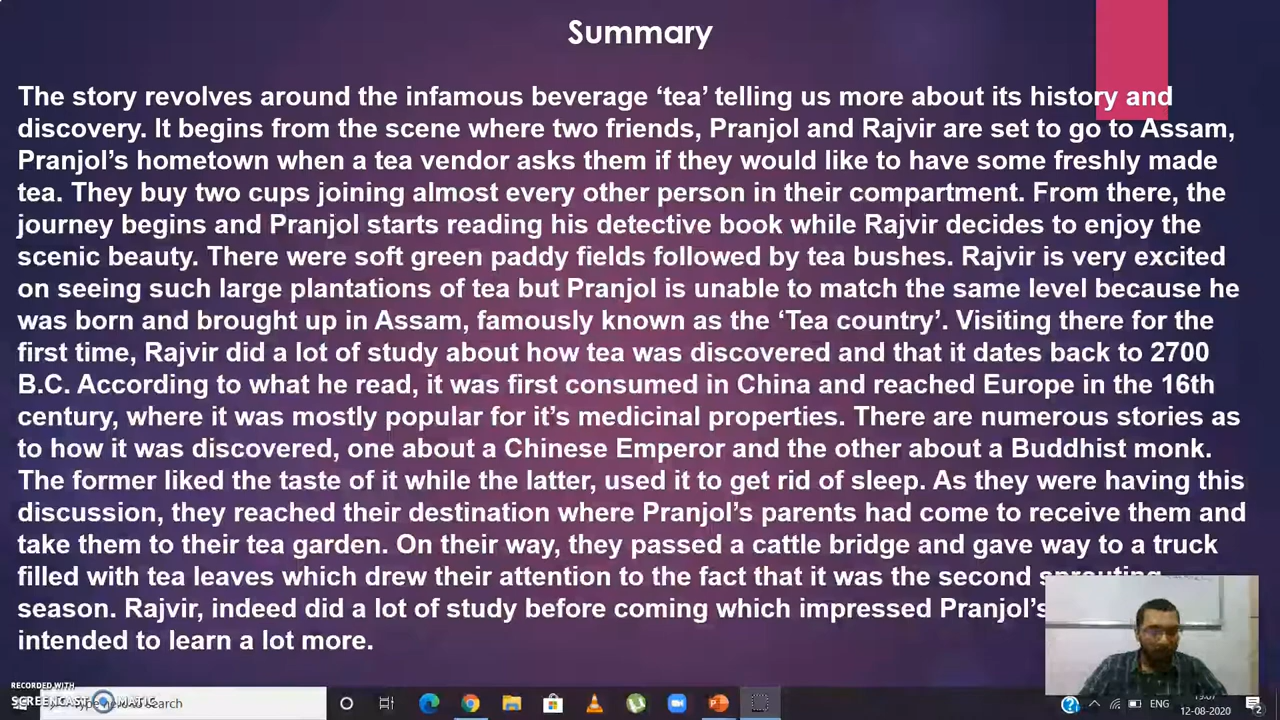 Summary
The story revolves around the infamous beverage ‘tea’ telling us more about its history and
discovery. It begins from the scene where two friends, Pranjol and Rajvir are set to go to Assam,
Pranjol’s hometown when a tea vendor asks them if they would like to have some freshly made
tea. They buy two cups joining almost every other person in their compartment. From there, the
journey begins and Pranjol starts reading his detective book while Rajvir decides to enjoy the
scenic beauty. There were soft green paddy fields followed by tea bushes. Rajvir is very excited
on seeing such large plantations of tea but Pranjol is unable to match the same level because he
was born and brought up in Assam, famously known as the ‘Tea country’. Visiting there for the
first time, Rajvir did a lot of study about how tea was discovered and that it dates back to 2700
B.C. According to what he read, it was first consumed in China and reached Europe in the 16th
century, where it was mostly popular for it’s medicinal properties. There are numerous stories as
to how it was discovered, one about a Chinese Emperor and the other about a Buddhist monk.
The former liked the taste of it while the latter, used it to get rid of sleep. As they were having this
discussion, they reached their destination where Pranjol’s parents had come to receive them and
take them to their tea garden. On their way, they passed a cattle bridge and gave way to a truck
filled with tea leaves which drew their attention to the fact that it was the second sprouting
season. Rajvir, indeed did a lot of study before coming which impressed Pranjol’s
intended to learn a lot more.
RECORDED WITH
SCREENCAST MATIC
search
ENG
12-08-2020